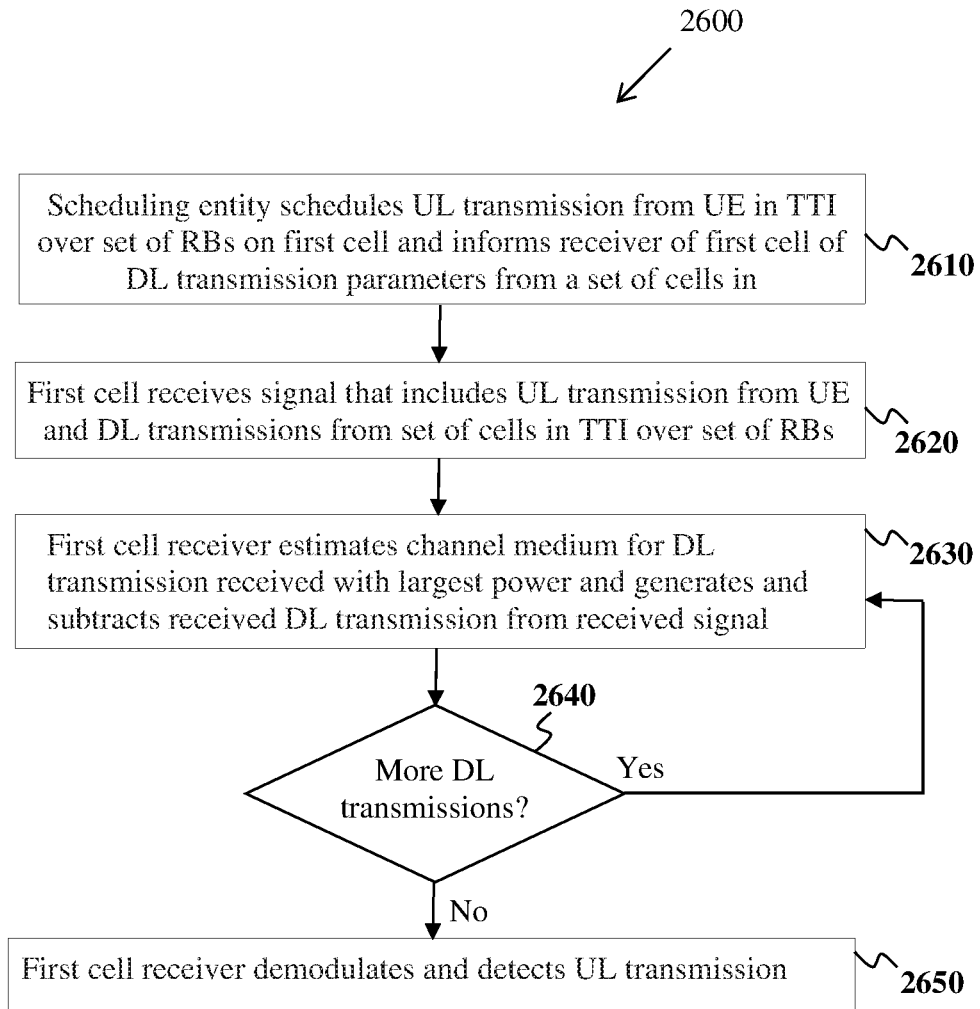 2600
Scheduling entity schedules UL transmission from UE in TTI
over set of RBs on first cell and informs receiver of first cell of
DL transmission parameters from a set of cells in
2610
First cell receives signal that includes UL transmission from UE
and DL transmissions from set of cells in TTI over set of RBs
2620
First cell receiver estimates channel medium for DL
transmission received with largest power and generates and
subtracts received DL transmission from received signal
2630
2640
More DL
transmissions?
Yes
No
First cell receiver demodulates and detects UL transmission
2650